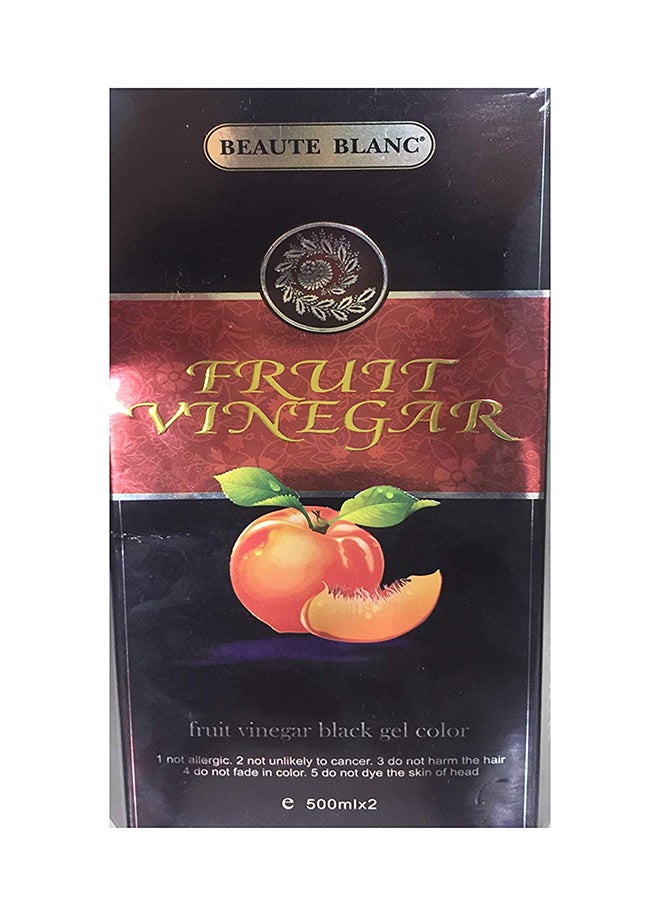 BEAUTE BLANC®
FRUIT
VINEGAR
fruit vinegar black gel color
1 not allergic. 2 not unlikely to cancer. 3 do not harm the hair
4 do not fade in color. 5 do not dye the skin of head
℮ 500mlx2